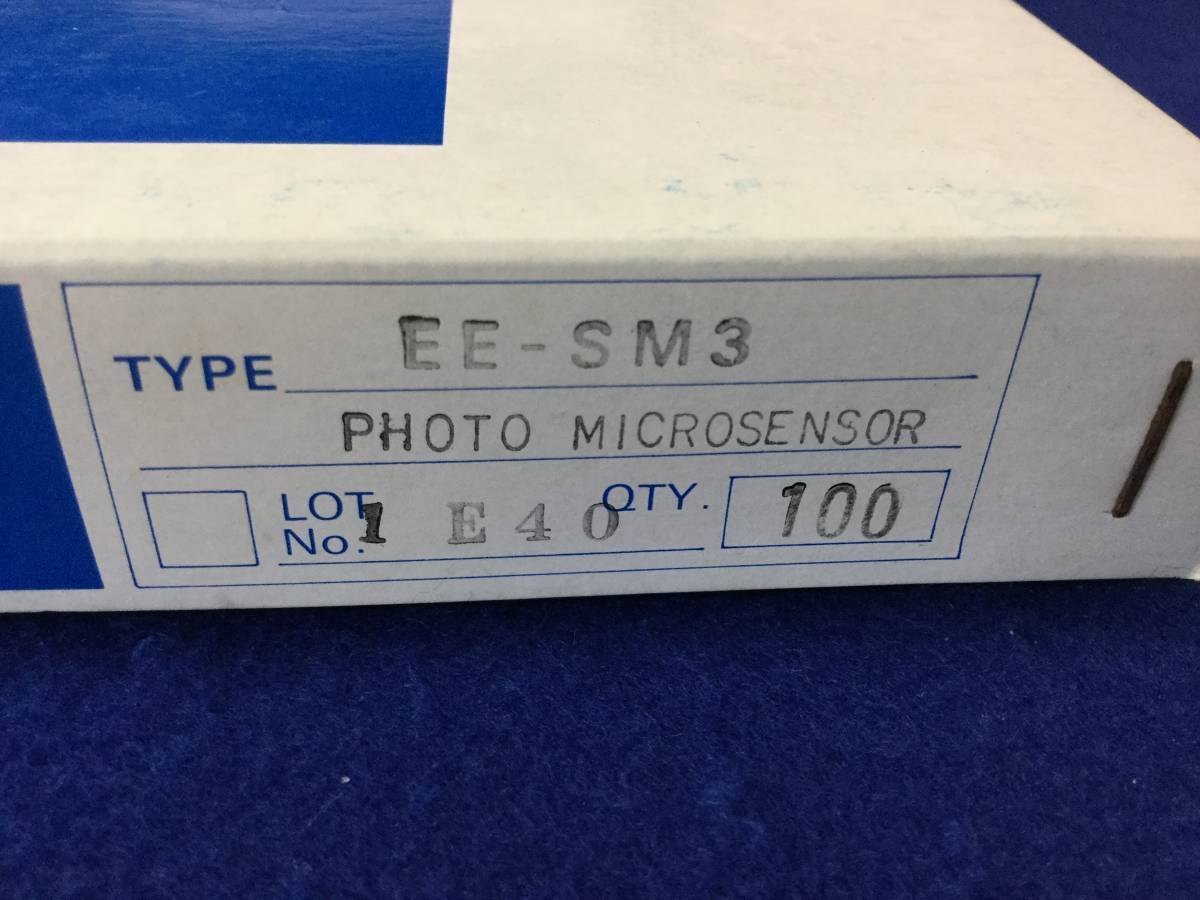 TYPE EE-SM3
PHOTO MICROSENSOR
LOT No. 1 E40 QTY. 100